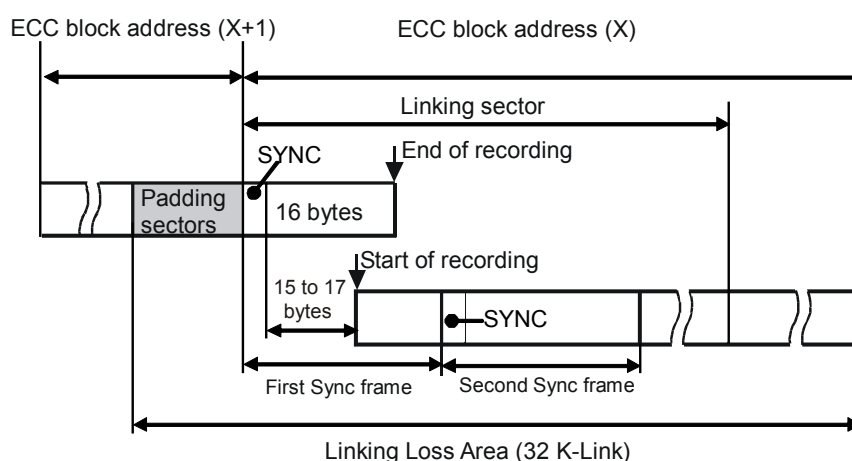 ECC block address (X+1)
ECC block address (X)
Linking sector
SYNC
End of recording
Padding
sectors
16 bytes
Start of recording
15 to 17
bytes
SYNC
First Sync frame
Second Sync frame
Linking Loss Area (32 K-Link)